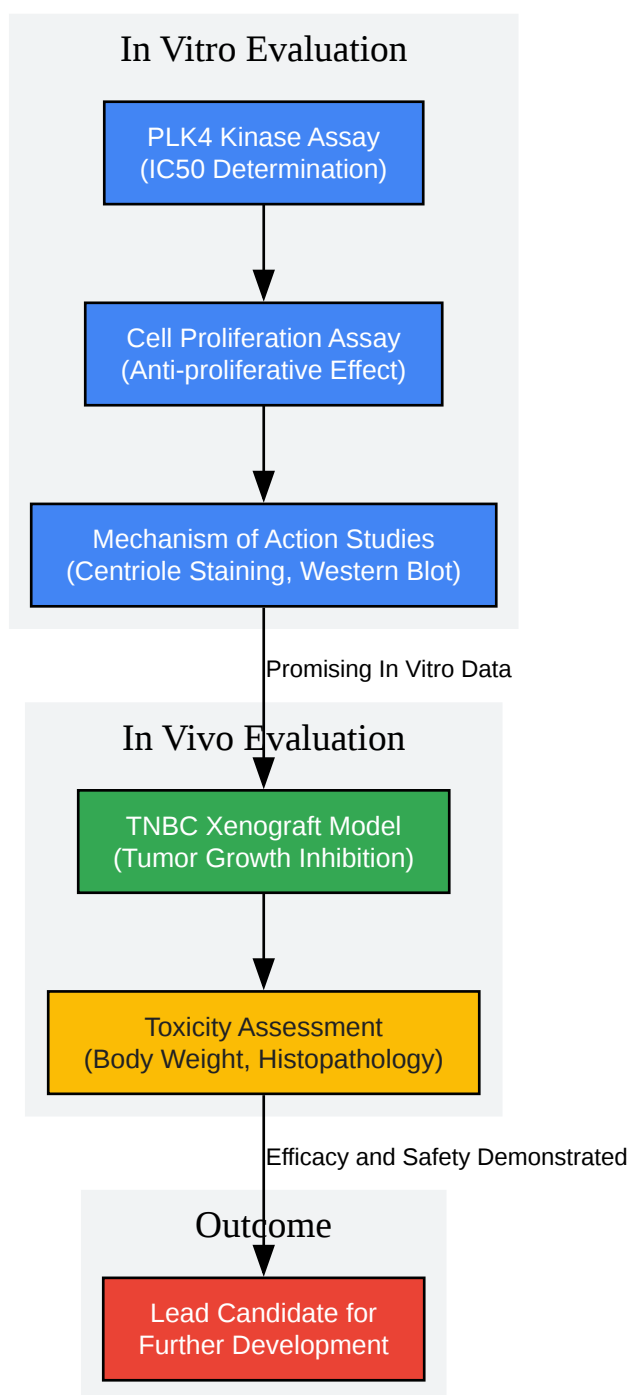 In Vitro Evaluation
PLK4 Kinase Assay
(IC50 Determination)
Cell Proliferation Assay
(Anti-proliferative Effect)
Mechanism of Action Studies
(Centriole Staining, Western Blot)
Promising In Vitro Data
In Vivo Evaluation
TNBC Xenograft Model
(Tumor Growth Inhibition)
Toxicity Assessment
(Body Weight, Histopathology)
Efficacy and Safety Demonstrated
Outcome
Lead Candidate for
Further Development